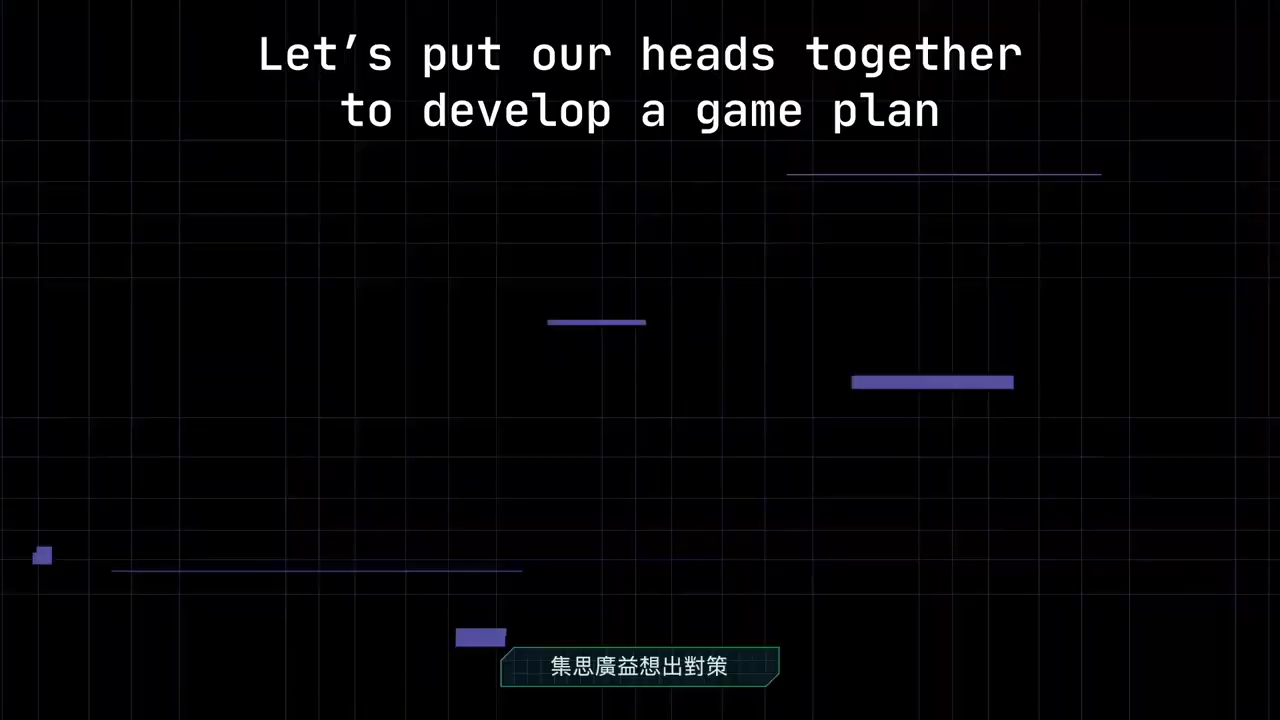 Let’s put our heads together
to develop a game plan
集思廣益想出對策